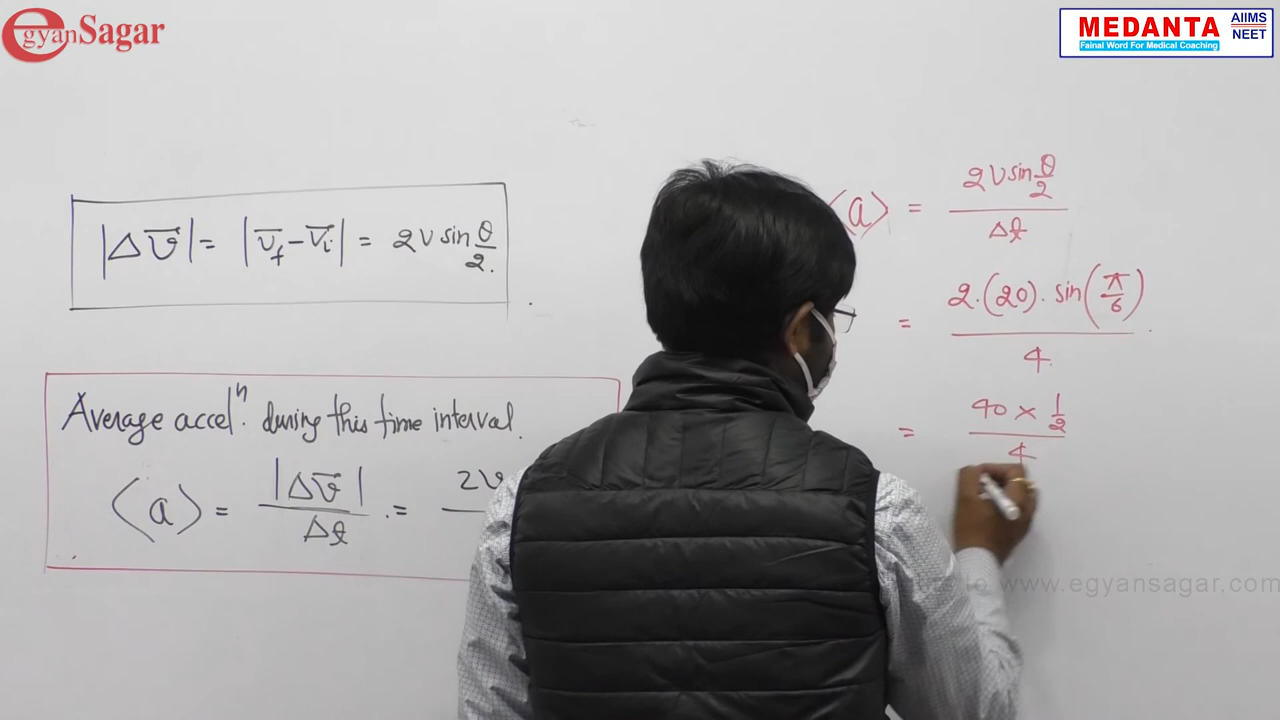 egyanSagar
MEDANTA AIIMS NEET
Fainal Word For Medical Coaching
|Δv̅| = |v̅f - v̅i| = 2v sin θ/2.
Average accelⁿ. during this time interval.
⟨a⟩ = |Δv̅|/Δt = 2v
⟨a⟩ = 2v sin θ/2 / Δt
= 2.(20). sin(π/6) / 4.
= 40 × 1/2 / 4
www.egyansagar.com